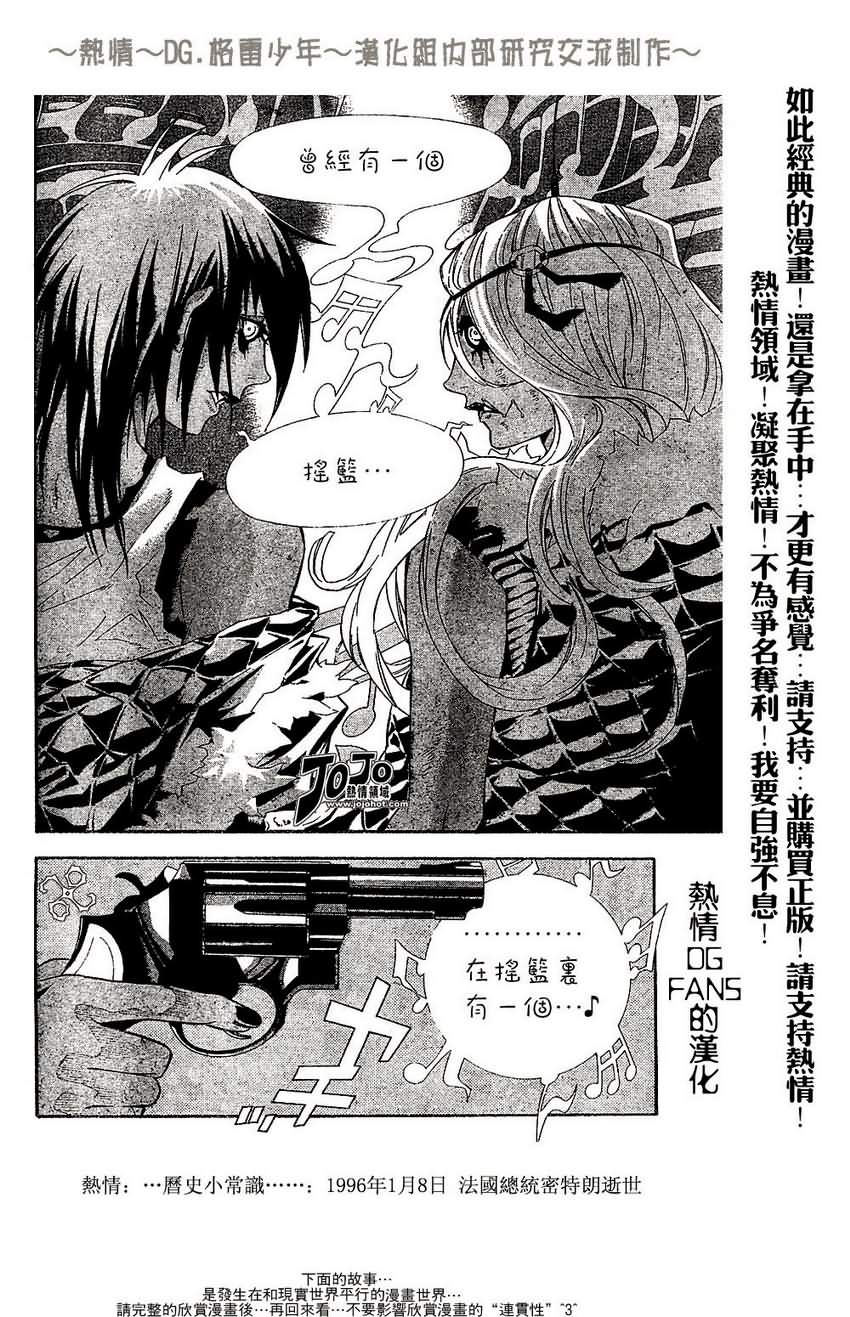 ～熱情～DG.格雷少年～漢化組內部研究交流制作～
如此經典的漫畫！還是拿在手中…才更有感覺…請支持…並購買正版！請支持熱情！
熱情領域！凝聚熱情！不為爭名奪利！我要自強不息！
曾經有一個
搖籃…
JOJO
熱情領域
www.jojohot.com
…………
在搖籃裏
有一個…♪
ヤチ
熱情
DG
FANS
的漢化
熱情：…曆史小常識……：1996年1月8日 法國總統密特朗逝世
下面的故事…
是發生在和現實世界平行的漫畫世界…
請完整的欣賞漫畫後…再回來看…不要影響欣賞漫畫的“連貫性”ˆ3ˆ